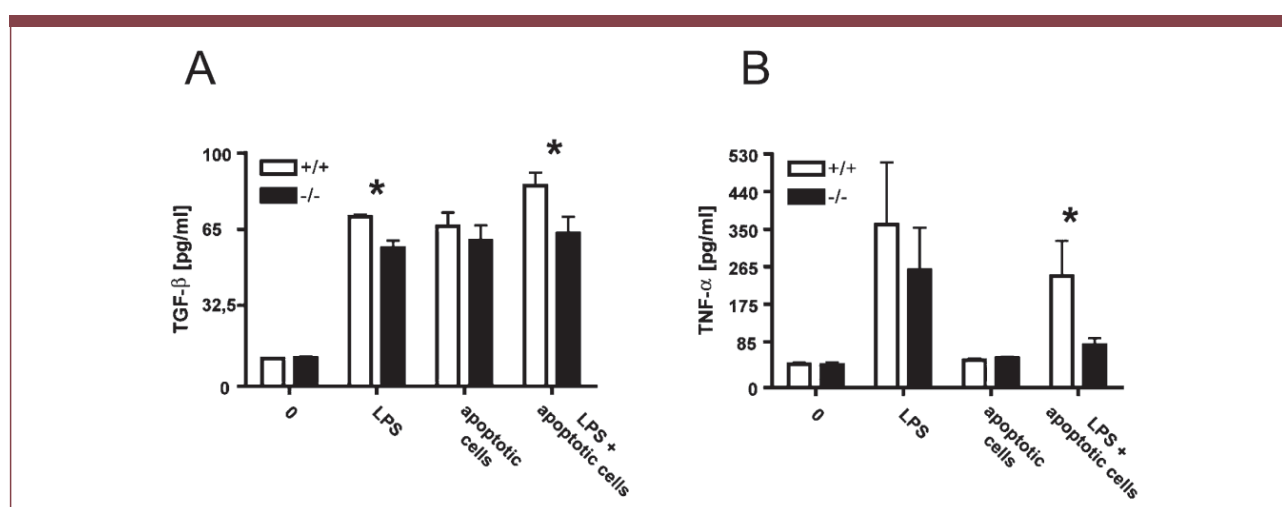 A
TGF-β [pg/ml]
100
65
32,5
0
+/+
-/-
*
*
0
LPS
apoptotic
cells
LPS +
apoptotic cells
B
TNF-α [pg/ml]
530
440
350
265
175
85
0
+/+
-/-
*
0
LPS
apoptotic
cells
LPS +
apoptotic cells